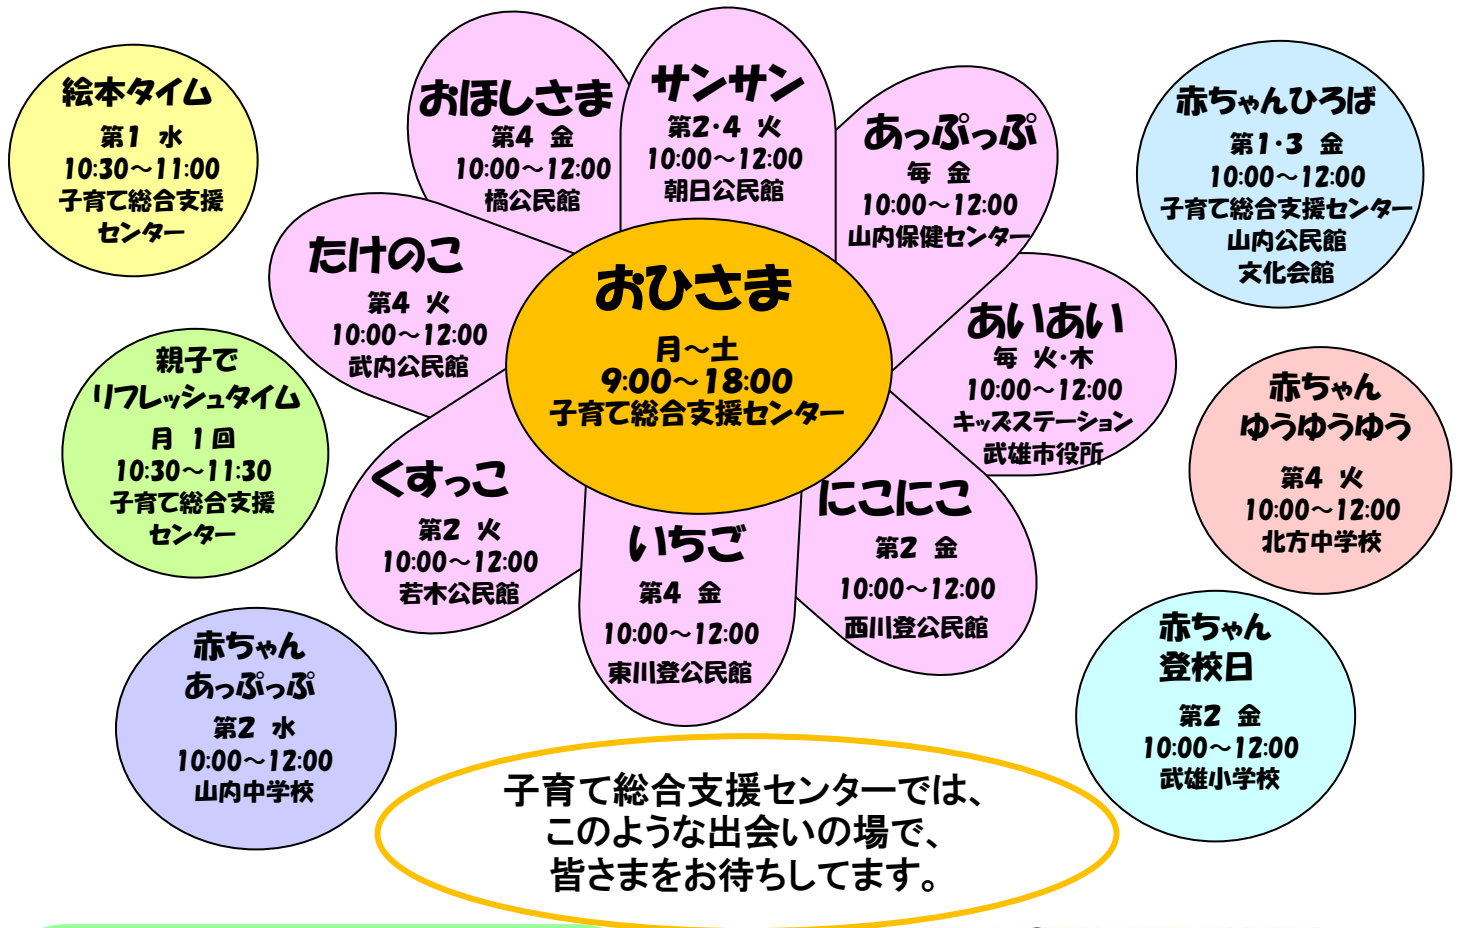 絵本タイム
第1 水
10:30～11:00
子育て総合支援
センター
おほしさま
第4 金
10:00～12:00
橘公民館
サンサン
第2・4 火
10:00～12:00
朝日公民館
あっぷっぷ
毎 金
10:00～12:00
山内保健センター
赤ちゃんひろば
第1・3 金
10:00～12:00
子育て総合支援センター
山内公民館
文化会館
たけのこ
第4 火
10:00～12:00
武内公民館
おひさま
月～土
9:00～18:00
子育て総合支援センター
あいあい
毎 火・木
10:00～12:00
キッズステーション
武雄市役所
親子で
リフレッシュタイム
月 1回
10:30～11:30
子育て総合支援
センター
くすっこ
第2 火
10:00～12:00
若木公民館
いちご
第4 金
10:00～12:00
東川登公民館
にこにこ
第2 金
10:00～12:00
西川登公民館
赤ちゃん
ゆうゆうゆう
第4 火
10:00～12:00
北方中学校
赤ちゃん
あっぷっぷ
第2 水
10:00～12:00
山内中学校
赤ちゃん
登校日
第2 金
10:00～12:00
武雄小学校
子育て総合支援センターでは、
このような出会いの場で、
皆さまをお待ちしてます。